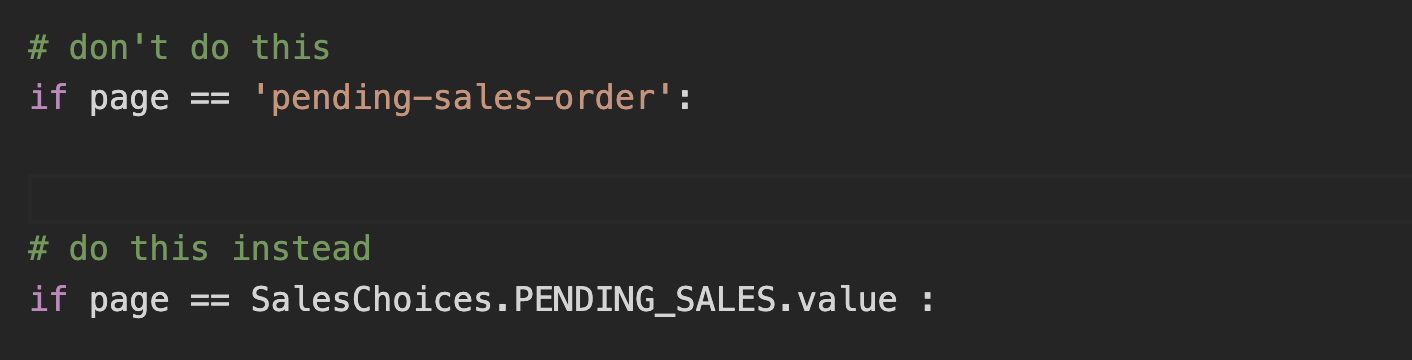 # don't do this
if page == 'pending-sales-order':
# do this instead
if page == SalesChoices.PENDING_SALES.value :